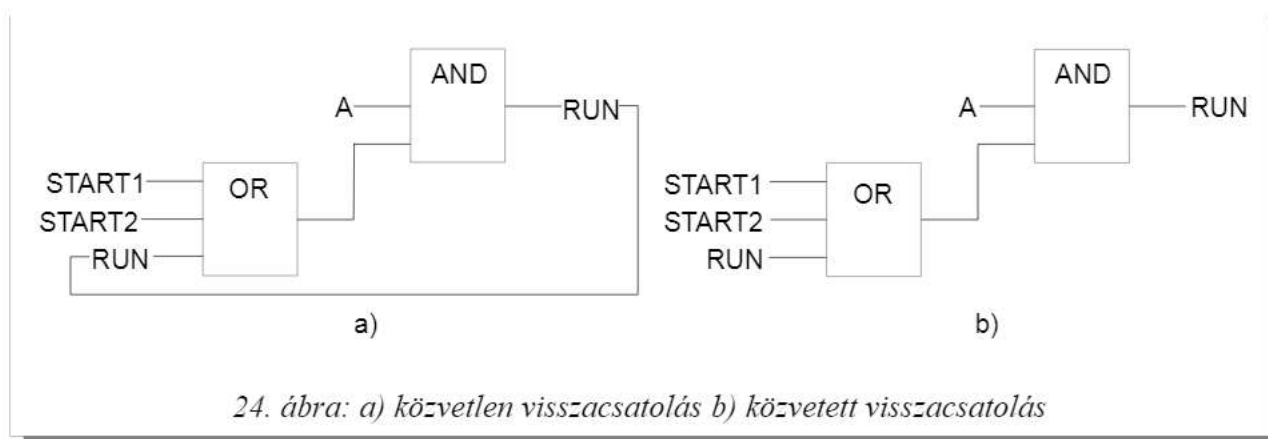 AND
A
RUN
START1
OR
START2
RUN
a)
AND
A
RUN
START1
OR
START2
RUN
b)
24. ábra: a) közvetlen visszacsatolás b) közvetett visszacsatolás